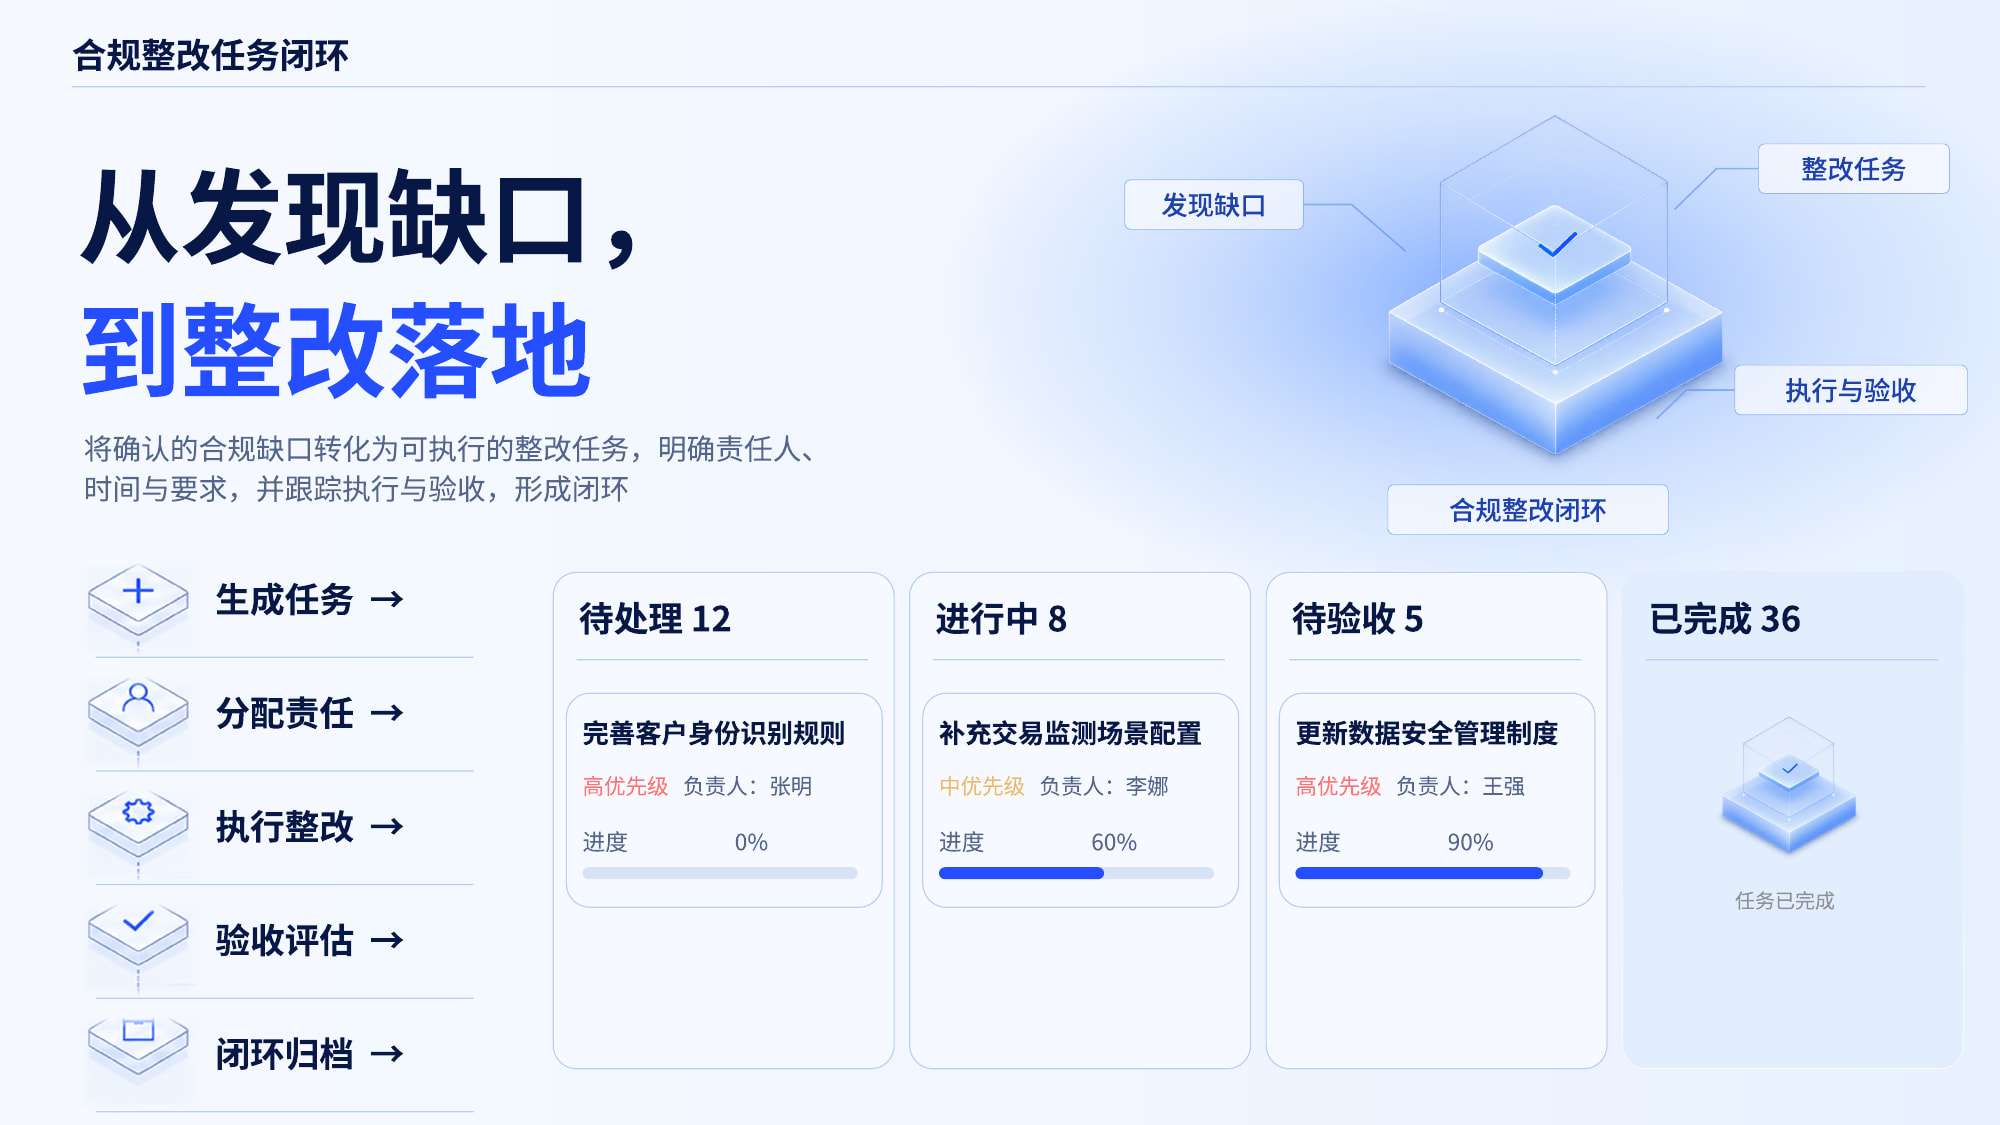 合规整改任务闭环
从发现缺口，
到整改落地
将确认的合规缺口转化为可执行的整改任务，明确责任人、
时间与要求，并跟踪执行与验收，形成闭环
发现缺口
整改任务
执行与验收
合规整改闭环
生成任务 →
分配责任 →
执行整改 →
验收评估 →
闭环归档 →
待处理 12
完善客户身份识别规则
高优先级 负责人：张明
进度 0%
进行中 8
补充交易监测场景配置
中优先级 负责人：李娜
进度 60%
待验收 5
更新数据安全管理制度
高优先级 负责人：王强
进度 90%
已完成 36
任务已完成